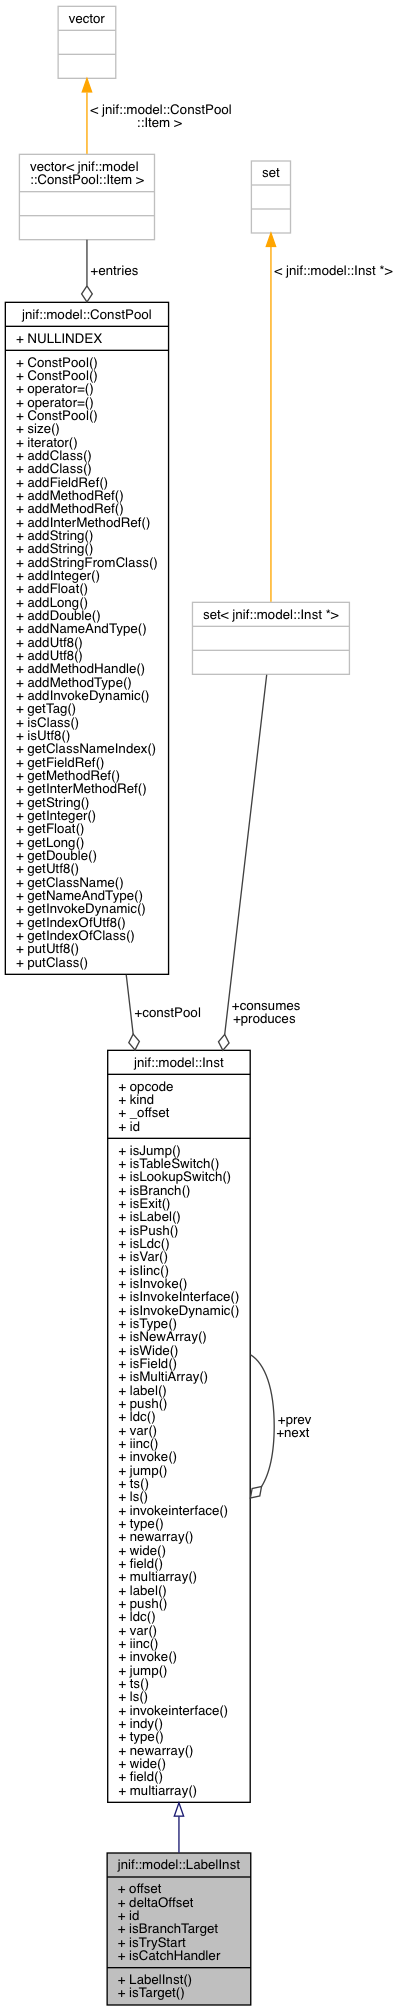 vector
< jnif::model::ConstPool
::Item >
vector< jnif::model
::ConstPool::Item >
set
+entries
< jnif::model::Inst *>
jnif::model::ConstPool
+ NULLINDEX
+ ConstPool()
+ ConstPool()
+ operator=()
+ operator=()
+ ConstPool()
+ size()
+ iterator()
+ addClass()
+ addClass()
+ addFieldRef()
+ addMethodRef()
+ addMethodRef()
+ addInterMethodRef()
+ addString()
+ addString()
+ addStringFromClass()
+ addInteger()
+ addFloat()
+ addLong()
+ addDouble()
+ addNameAndType()
+ addUtf8()
+ addUtf8()
+ addMethodHandle()
+ addMethodType()
+ addInvokeDynamic()
+ getTag()
+ isClass()
+ isUtf8()
+ getClassNameIndex()
+ getFieldRef()
+ getMethodRef()
+ getInterMethodRef()
+ getString()
+ getInteger()
+ getFloat()
+ getLong()
+ getDouble()
+ getUtf8()
+ getClassName()
+ getNameAndType()
+ getInvokeDynamic()
+ getIndexOfUtf8()
+ getIndexOfClass()
+ putUtf8()
+ putClass()
set< jnif::model::Inst *>
+constPool
+consumes
+produces
jnif::model::Inst
+ opcode
+ kind
+ _offset
+ id
+ isJump()
+ isTableSwitch()
+ isLookupSwitch()
+ isBranch()
+ isExit()
+ isLabel()
+ isPush()
+ isLdc()
+ isVar()
+ isIinc()
+ isInvoke()
+ isInvokeInterface()
+ isInvokeDynamic()
+ isType()
+ isNewArray()
+ isWide()
+ isField()
+ isMultiArray()
+ label()
+ push()
+ ldc()
+ var()
+ iinc()
+ invoke()
+ jump()
+ ts()
+ ls()
+ invokeinterface()
+ type()
+ newarray()
+ wide()
+ field()
+ multiarray()
+ label()
+ push()
+ ldc()
+ var()
+ iinc()
+ invoke()
+ jump()
+ ts()
+ ls()
+ invokeinterface()
+ indy()
+ type()
+ newarray()
+ wide()
+ field()
+ multiarray()
+prev
+next
jnif::model::LabelInst
+ offset
+ deltaOffset
+ id
+ isBranchTarget
+ isTryStart
+ isCatchHandler
+ LabelInst()
+ isTarget()